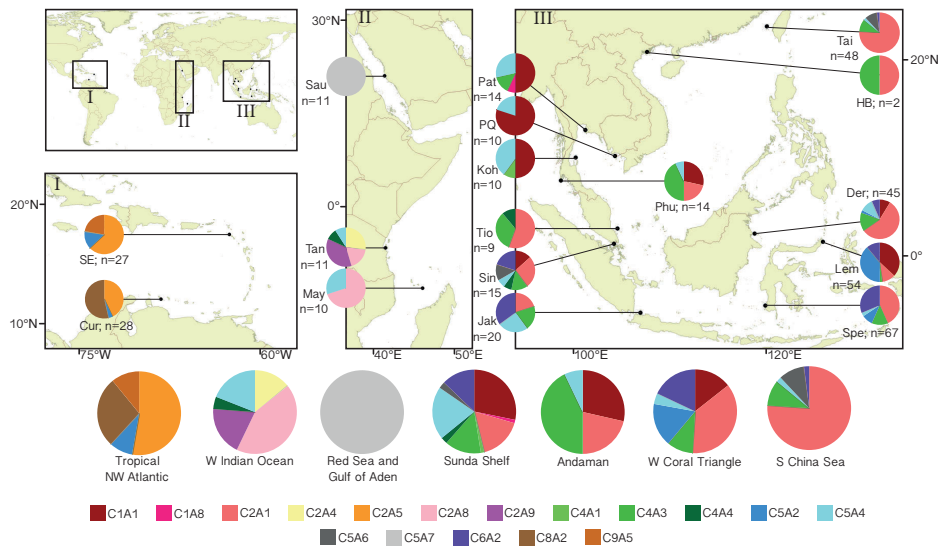 I
II
III
I
20°N
10°N
75°W
60°W
SE; n=27
Cur; n=28
II
30°N
0°
40°E
50°E
Sau
n=11
Tan
n=11
May
n=10
III
20°N
0°
100°E
120°E
Tai
n=48
HB; n=2
Pat
n=14
PQ
n=10
Koh
n=10
Phu; n=14
Tio
n=9
Sin
n=15
Jak
n=20
Der; n=45
Lem
n=54
Spe; n=67
Tropical
NW Atlantic
W Indian Ocean
Red Sea and
Gulf of Aden
Sunda Shelf
Andaman
W Coral Triangle
S China Sea
C1A1 C1A8 C2A1 C2A4 C2A5 C2A8 C2A9 C4A1 C4A3 C4A4 C5A2 C5A4
C5A6 C5A7 C6A2 C8A2 C9A5